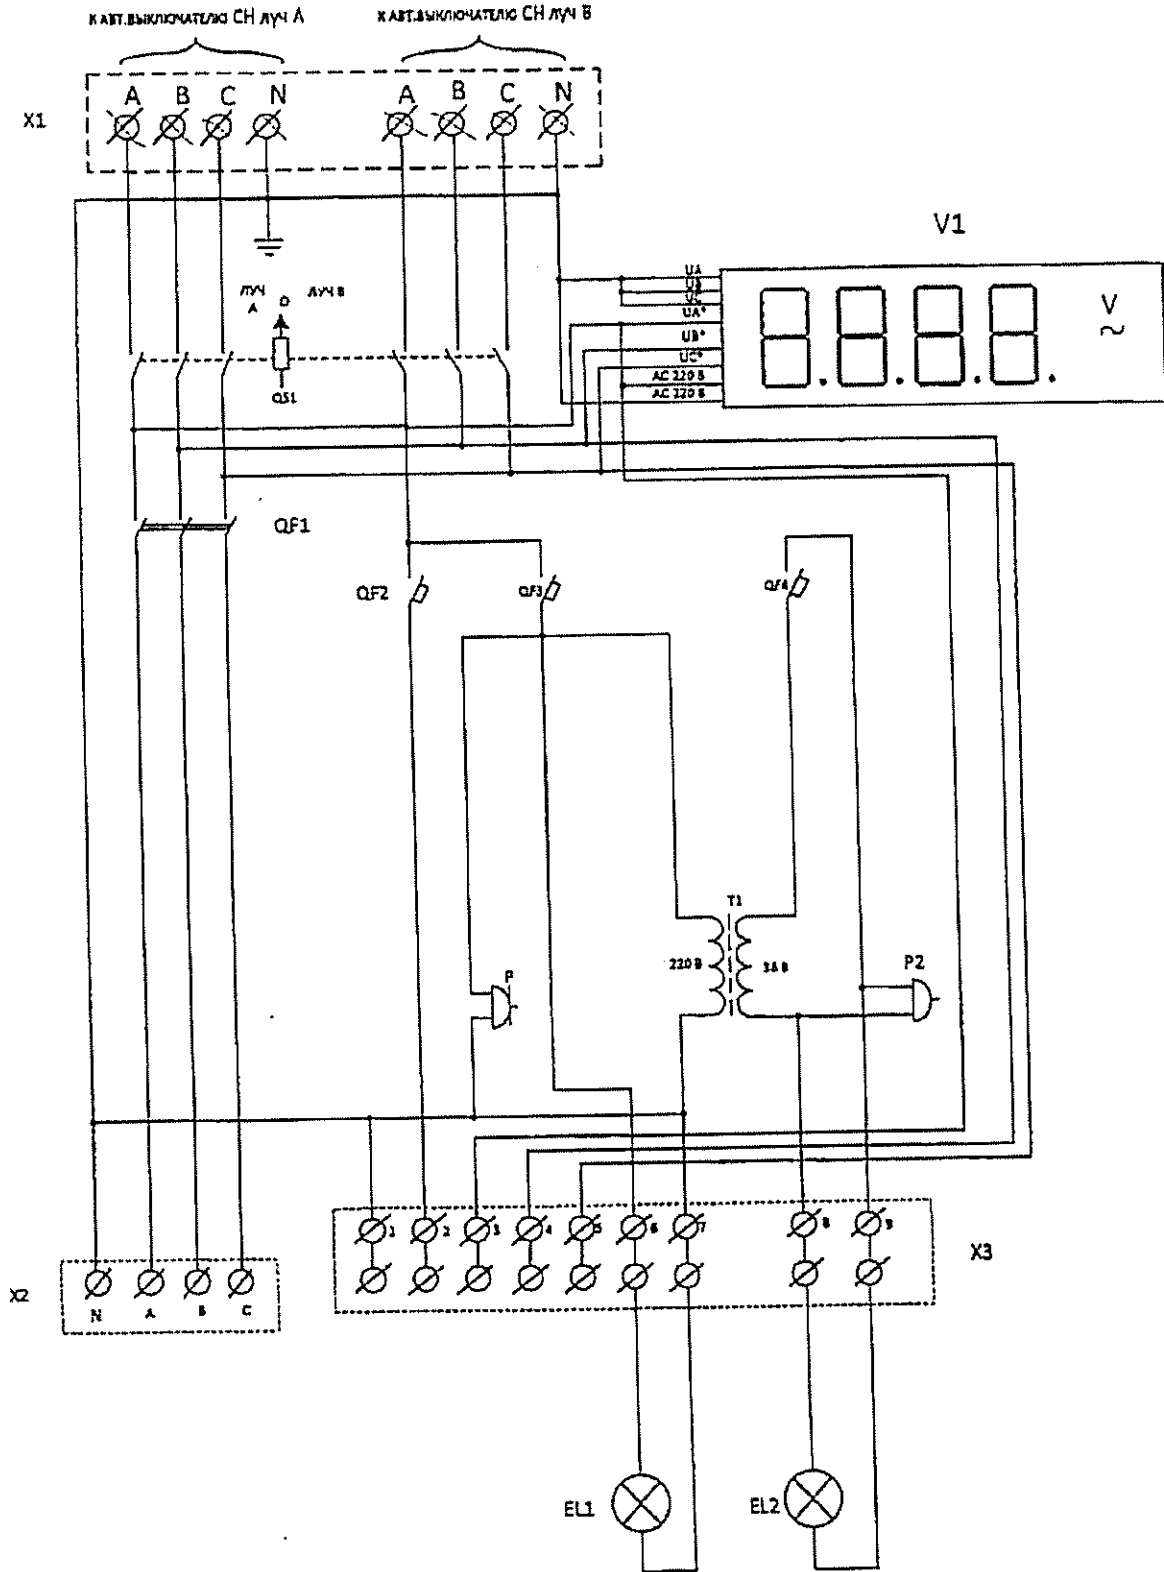 К АВТ.ВЫКЛЮЧАТЕЛЮ СН ЛУЧ А
К АВТ.ВЫКЛЮЧАТЕЛЮ СН ЛУЧ В
A B C N A B C N
X1
V1
ЛУЧ А
О
ЛУЧ В
QS1
UA
UB
UC
UA*
UB*
UC*
AC 220 В
AC 220 В
V
~
QF1
QF2
QF3
QF4
T1
220 В
36 В
P
P2
1 2 3 4 5 6 7 8 9
X3
X2
N A B C
EL1
EL2